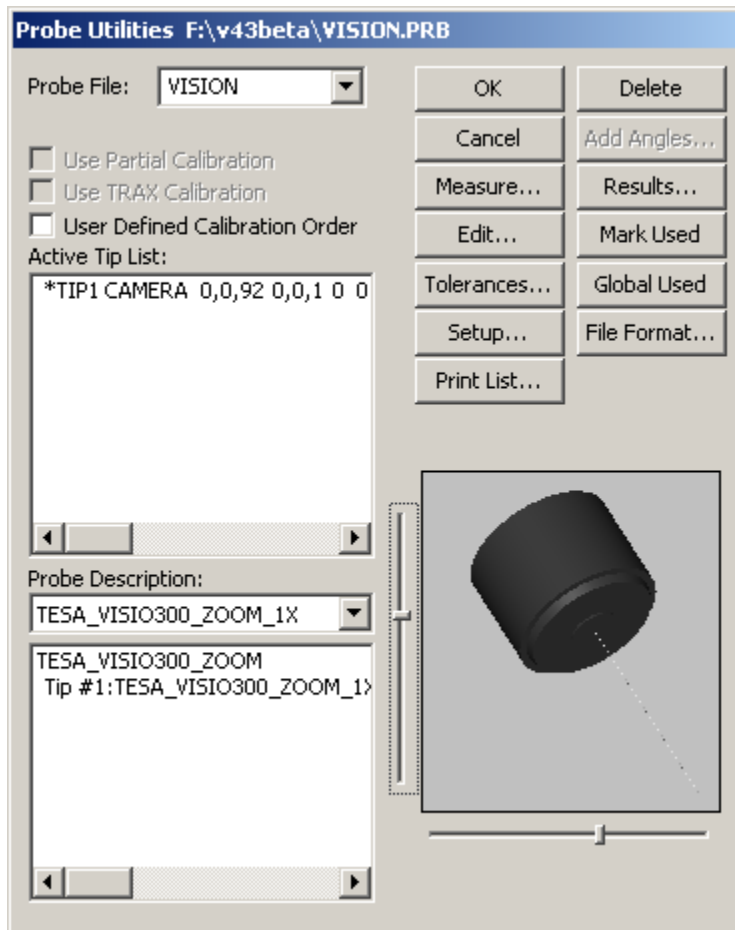 Probe Utilities F:\v43beta\VISION.PRB
Probe File: VISION
OK Delete
Cancel Add Angles...
Use Partial Calibration
Use TRAX Calibration
Measure... Results...
User Defined Calibration Order
Edit... Mark Used
Active Tip List:
*TIP1 CAMERA 0,0,92 0,0,1 0 0
Tolerances... Global Used
Setup... File Format...
Print List...
Probe Description:
TESA_VISIO300_ZOOM_1X
TESA_VISIO300_ZOOM
Tip #1:TESA_VISIO300_ZOOM_1X